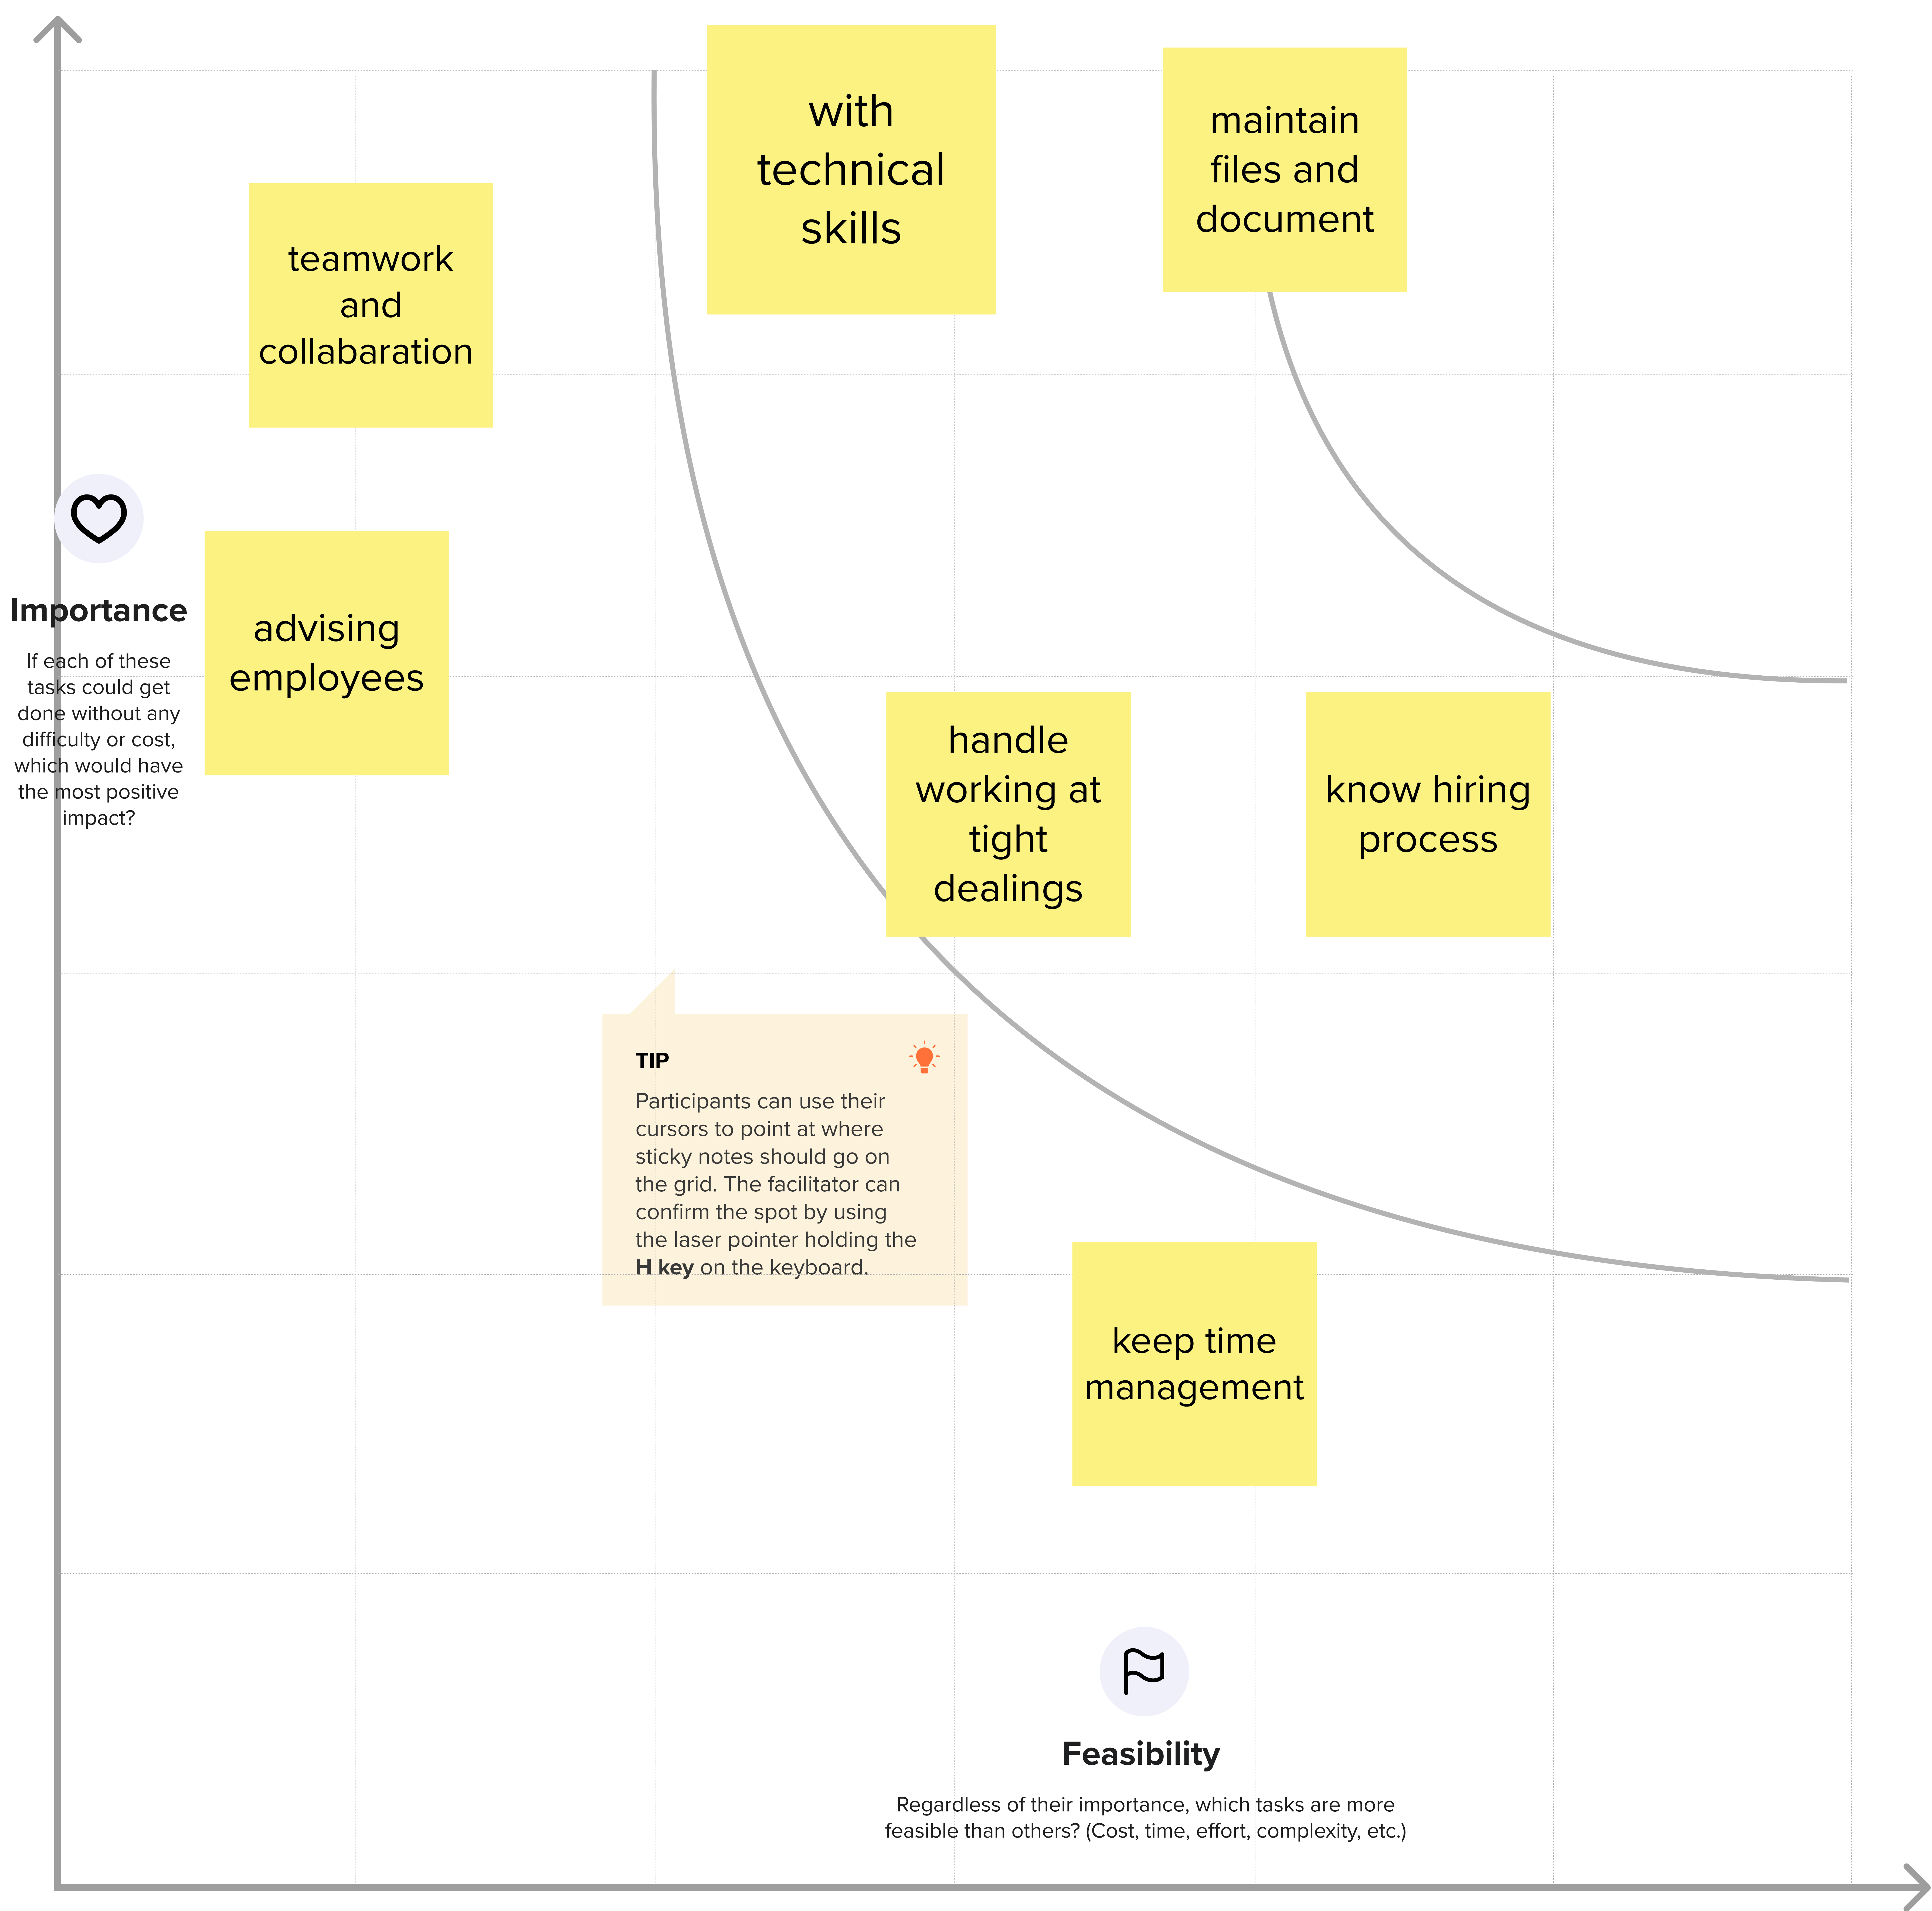 with
technical
skills
maintain
files and
document
teamwork
and
collabaration
Importance
If each of these
tasks could get
done without any
difficulty or cost,
which would have
the most positive
impact?
advising
employees
handle
working at
tight
dealings
know hiring
process
TIP
Participants can use their
cursors to point at where
sticky notes should go on
the grid. The facilitator can
confirm the spot by using
the laser pointer holding the
H key on the keyboard.
keep time
management
Feasibility
Regardless of their importance, which tasks are more
feasible than others? (Cost, time, effort, complexity, etc.)